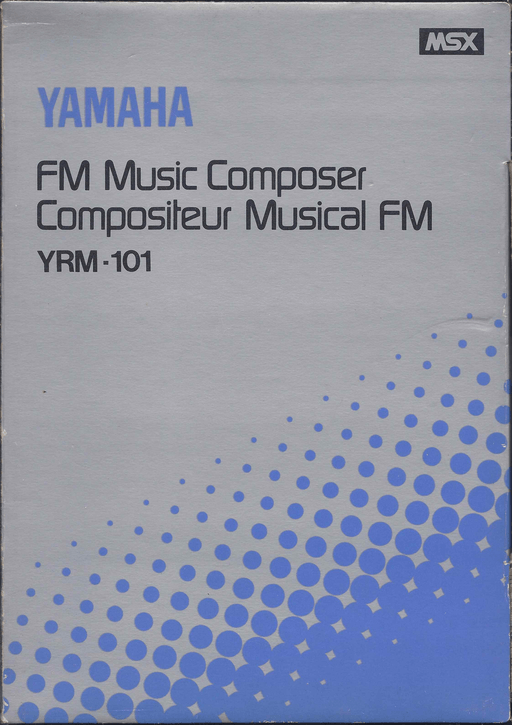 MSX
YAMAHA
FM Music Composer
Compositeur Musical FM
YRM-101